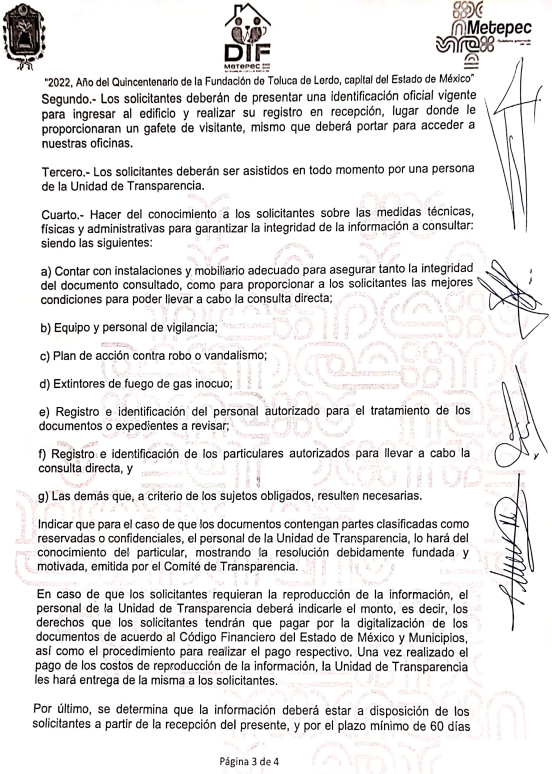 DIF
METEPEC
Metepec
"2022, Año del Quincentenario de la Fundación de Toluca de Lerdo, capital del Estado de México"
Segundo.- Los solicitantes deberán de presentar una identificación oficial vigente
para ingresar al edificio y realizar su registro en recepción, lugar donde le
proporcionaran un gafete de visitante, mismo que deberá portar para acceder a
nuestras oficinas.
Tercero.- Los solicitantes deberán ser asistidos en todo momento por una persona
de la Unidad de Transparencia.
Cuarto.- Hacer del conocimiento a los solicitantes sobre las medidas técnicas,
físicas y administrativas para garantizar la integridad de la información a consultar:
siendo las siguientes:
a) Contar con instalaciones y mobiliario adecuado para asegurar tanto la integridad
del documento consultado, como para proporcionar a los solicitantes las mejores
condiciones para poder llevar a cabo la consulta directa;
b) Equipo y personal de vigilancia;
c) Plan de acción contra robo o vandalismo;
d) Extintores de fuego de gas inocuo;
e) Registro e identificación del personal autorizado para el tratamiento de los
documentos o expedientes a revisar;
f) Registro e identificación de los particulares autorizados para llevar a cabo la
consulta directa, y
g) Las demás que, a criterio de los sujetos obligados, resulten necesarias.
Indicar que para el caso de que los documentos contengan partes clasificadas como
reservadas o confidenciales, el personal de la Unidad de Transparencia, lo hará del
conocimiento del particular, mostrando la resolución debidamente fundada y
motivada, emitida por el Comité de Transparencia.
En caso de que los solicitantes requieran la reproducción de la información, el
personal de la Unidad de Transparencia deberá indicarle el monto, es decir, los
derechos que los solicitantes tendrán que pagar por la digitalización de los
documentos de acuerdo al Código Financiero del Estado de México y Municipios,
así como el procedimiento para realizar el pago respectivo. Una vez realizado el
pago de los costos de reproducción de la información, la Unidad de Transparencia
les hará entrega de la misma a los solicitantes.
Por último, se determina que la información deberá estar a disposición de los
solicitantes a partir de la recepción del presente, y por el plazo mínimo de 60 días
Página 3 de 4